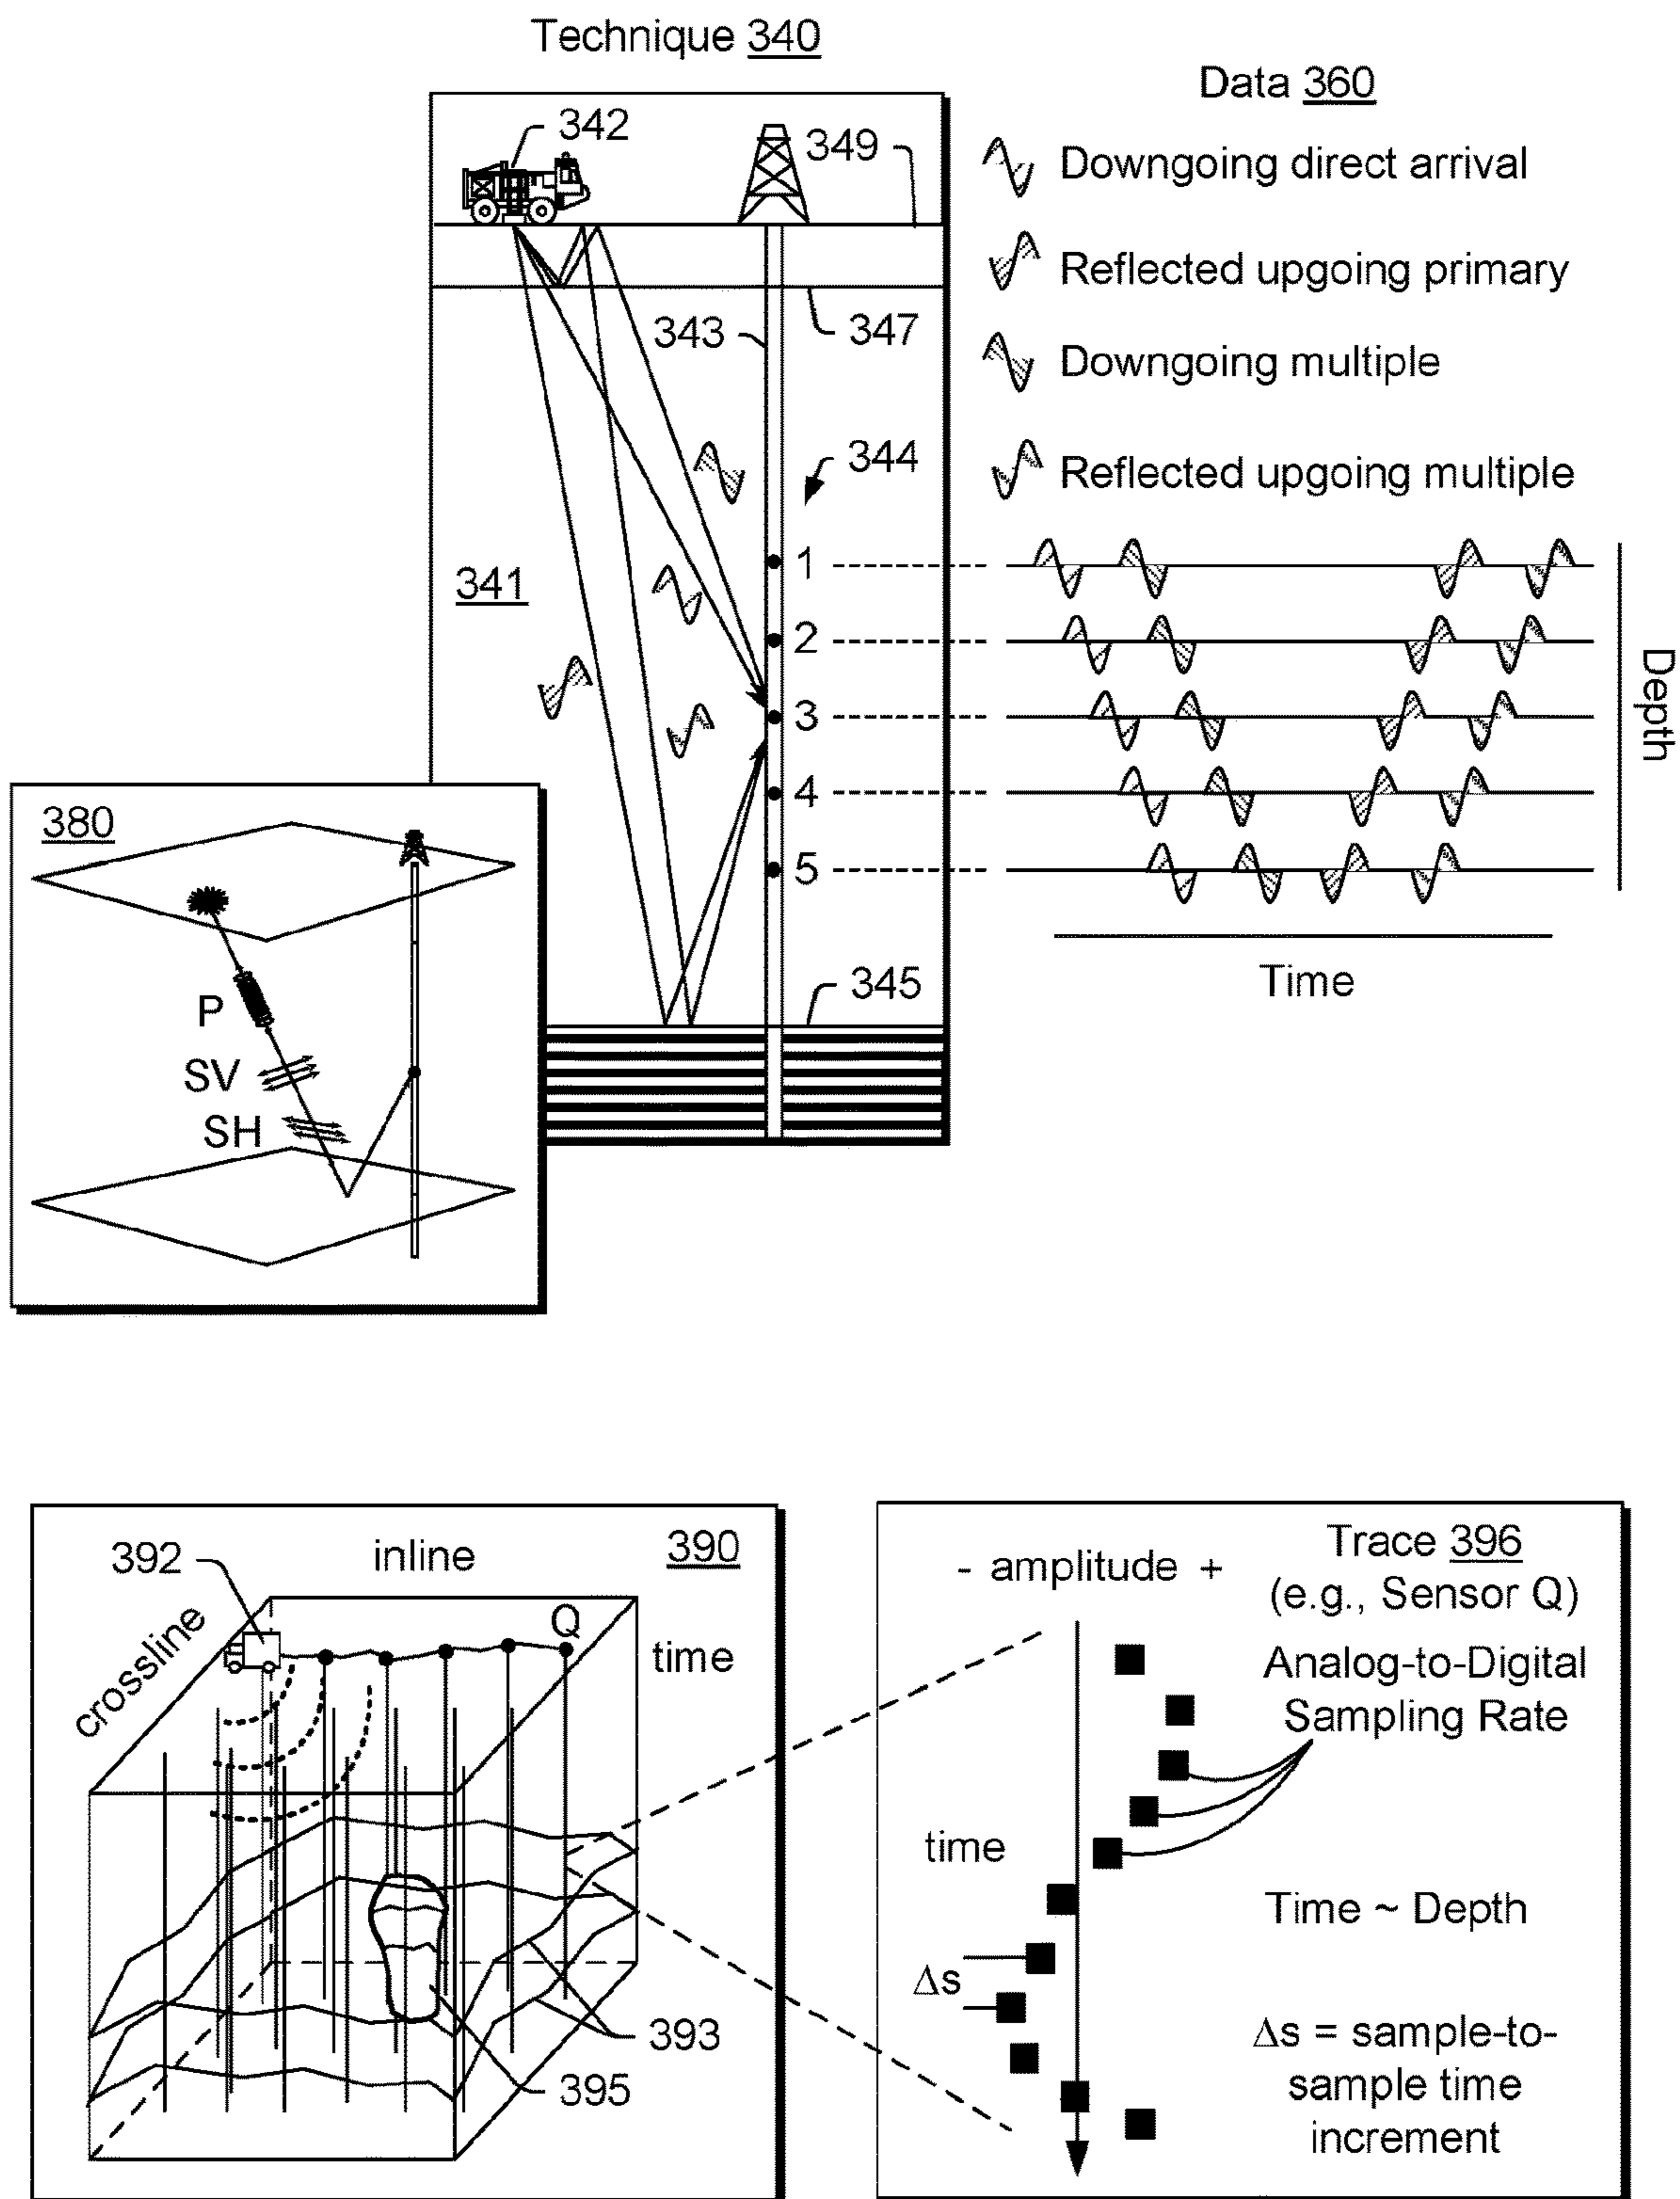 Technique 340
Data 360
342
349
Downgoing direct arrival
Reflected upgoing primary
343
347
Downgoing multiple
344
Reflected upgoing multiple
341
1
2
3
4
5
Depth
Time
345
380
P
SV
SH
390
392
inline
crossline
Q
time
393
395
Trace 396
(e.g., Sensor Q)
- amplitude +
Analog-to-Digital
Sampling Rate
time
Time ~ Depth
Δs
Δs = sample-to-
sample time
increment